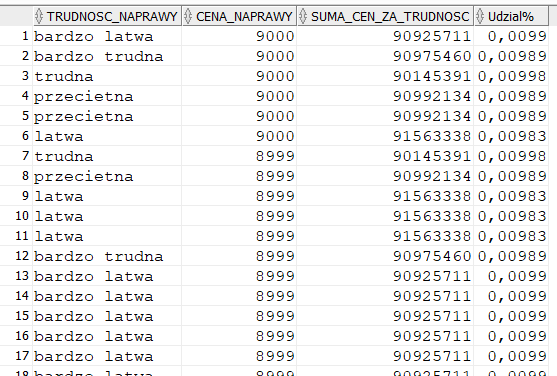 TRUDNOSC_NAPRAWY CENA_NAPRAWY SUMA_CEN_ZA_TRUDNOSC Udzial%
1 bardzo latwa 9000 90925711 0,0099
2 bardzo trudna 9000 90975460 0,00989
3 trudna 9000 90145391 0,00998
4 przecietna 9000 90992134 0,00989
5 przecietna 9000 90992134 0,00989
6 latwa 9000 91563338 0,00983
7 trudna 8999 90145391 0,00998
8 przecietna 8999 90992134 0,00989
9 latwa 8999 91563338 0,00983
10 latwa 8999 91563338 0,00983
11 latwa 8999 91563338 0,00983
12 bardzo trudna 8999 90975460 0,00989
13 bardzo latwa 8999 90925711 0,0099
14 bardzo latwa 8999 90925711 0,0099
15 bardzo latwa 8999 90925711 0,0099
16 bardzo latwa 8999 90925711 0,0099
17 bardzo latwa 8999 90925711 0,0099
18 bardzo latwa 8999 90925711 0,0099